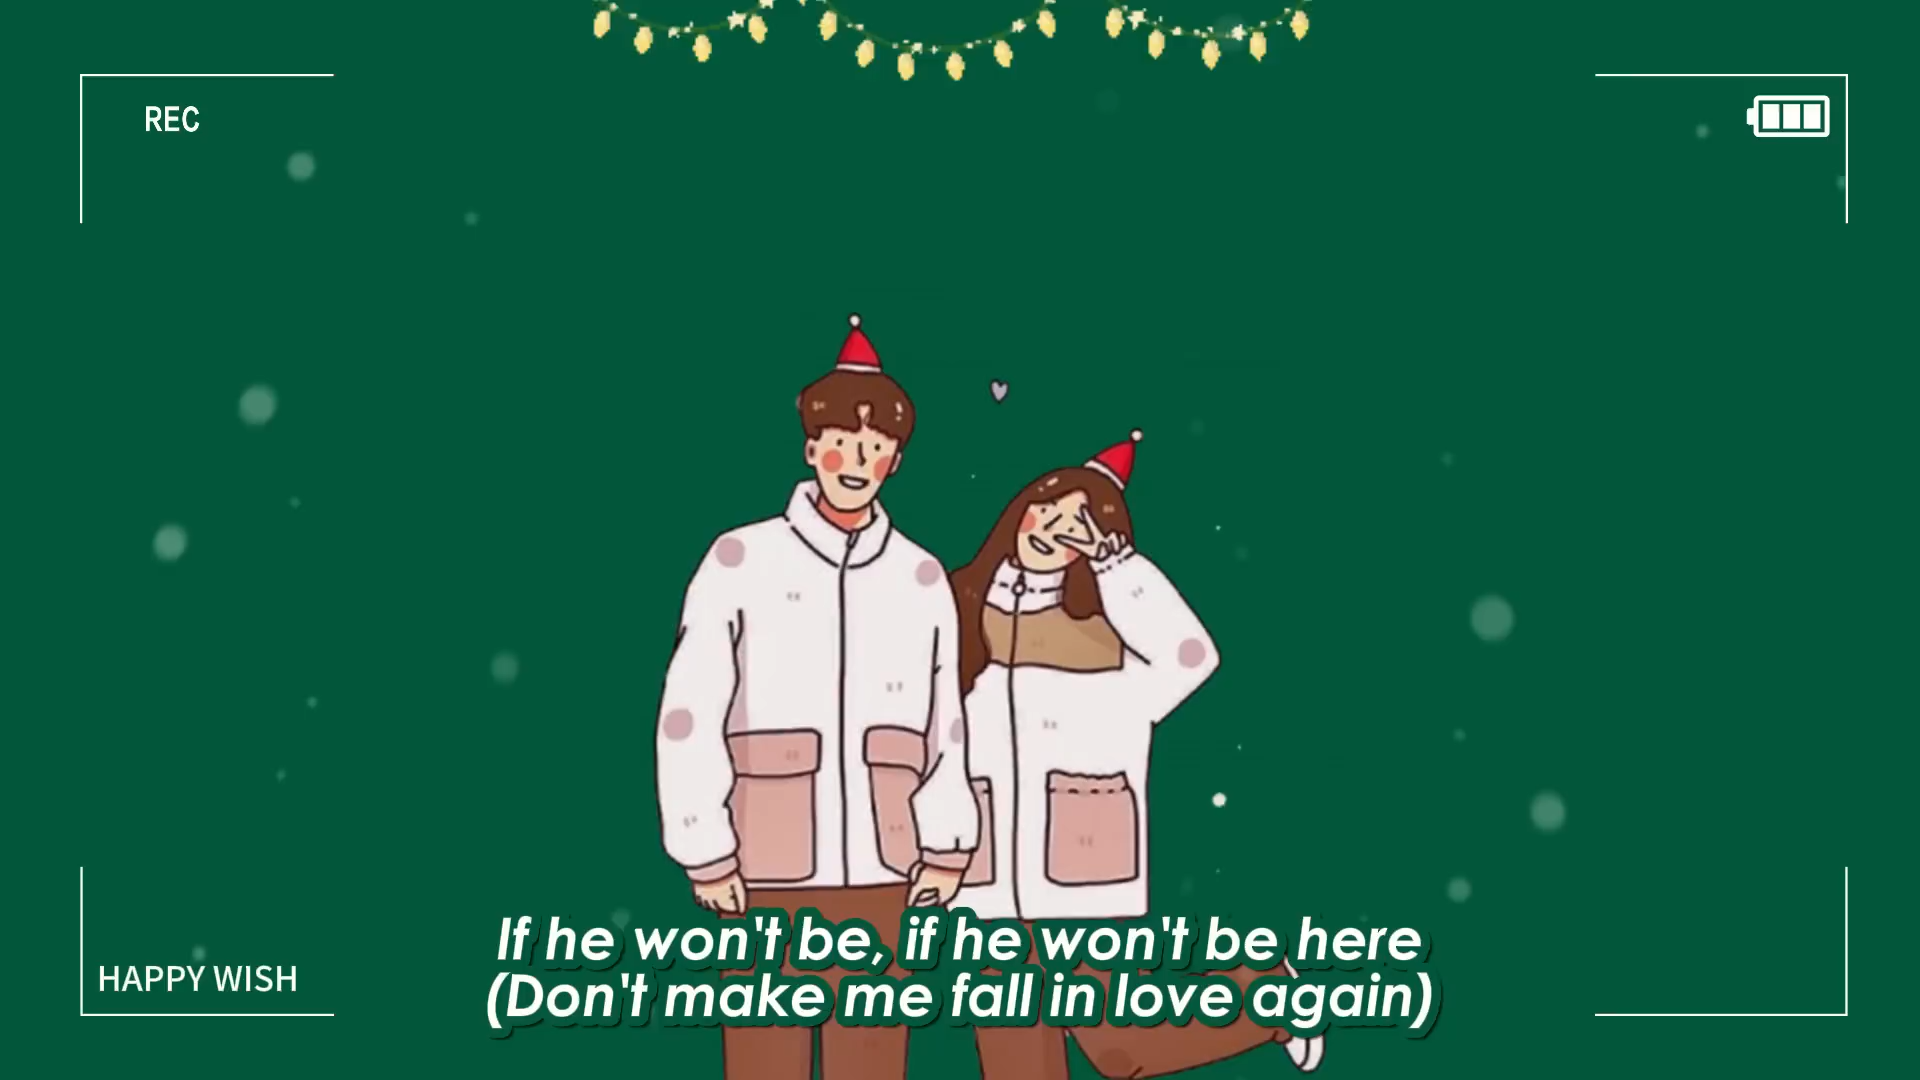 REC
HAPPY WISH
If he won't be, if he won't be here
(Don't make me fall in love again)